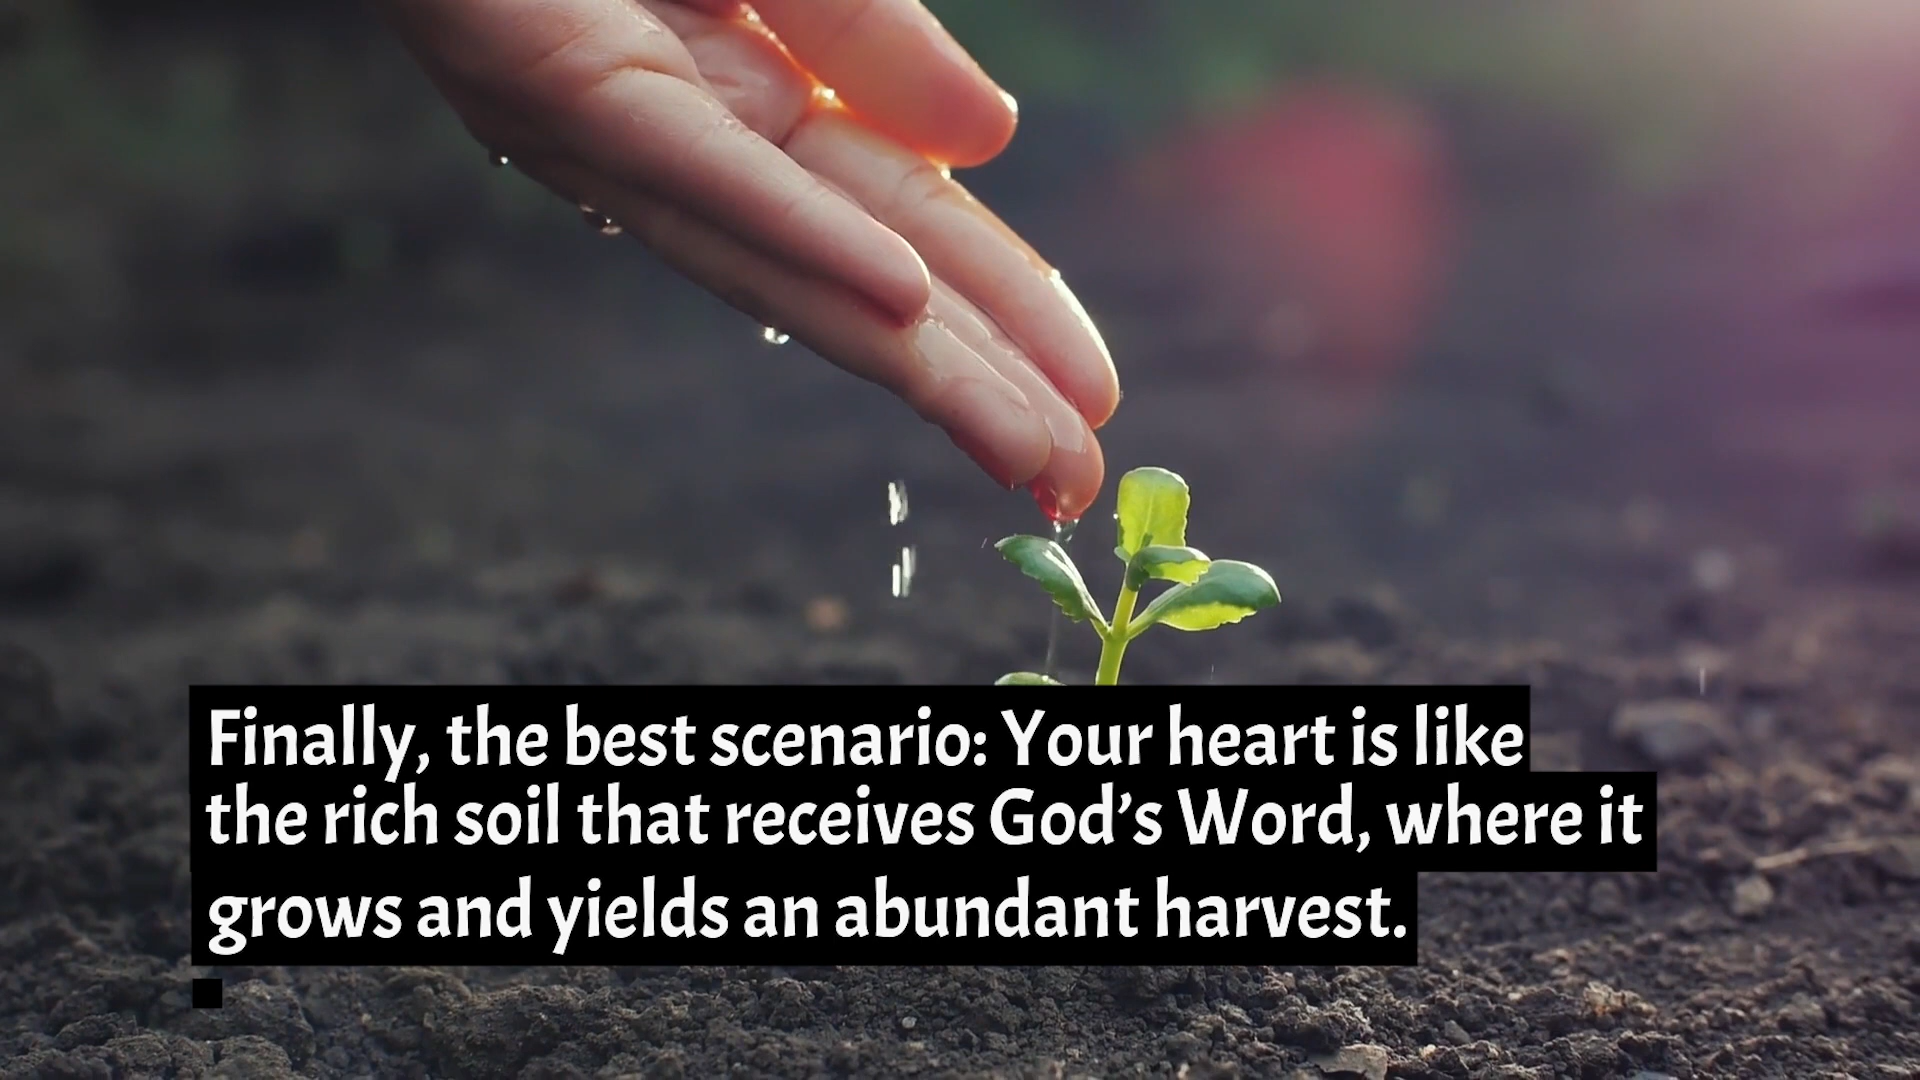 Finally, the best scenario: Your heart is like
the rich soil that receives God’s Word, where it
grows and yields an abundant harvest.